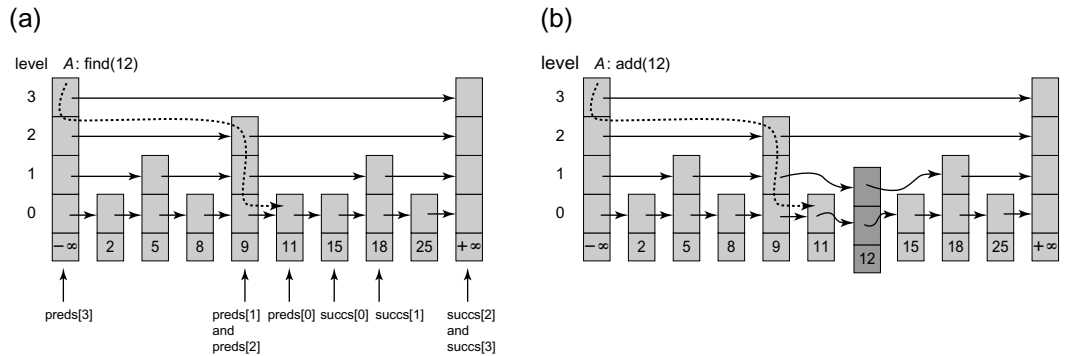 (a)
level A: find(12)
3
2
1
0
−∞ 2 5 8 9 11 15 18 25 +∞
preds[3] preds[1] preds[0] succs[0] succs[1] succs[2]
and and
preds[2] succs[3]
(b)
level A: add(12)
3
2
1
0
−∞ 2 5 8 9 11 12 15 18 25 +∞